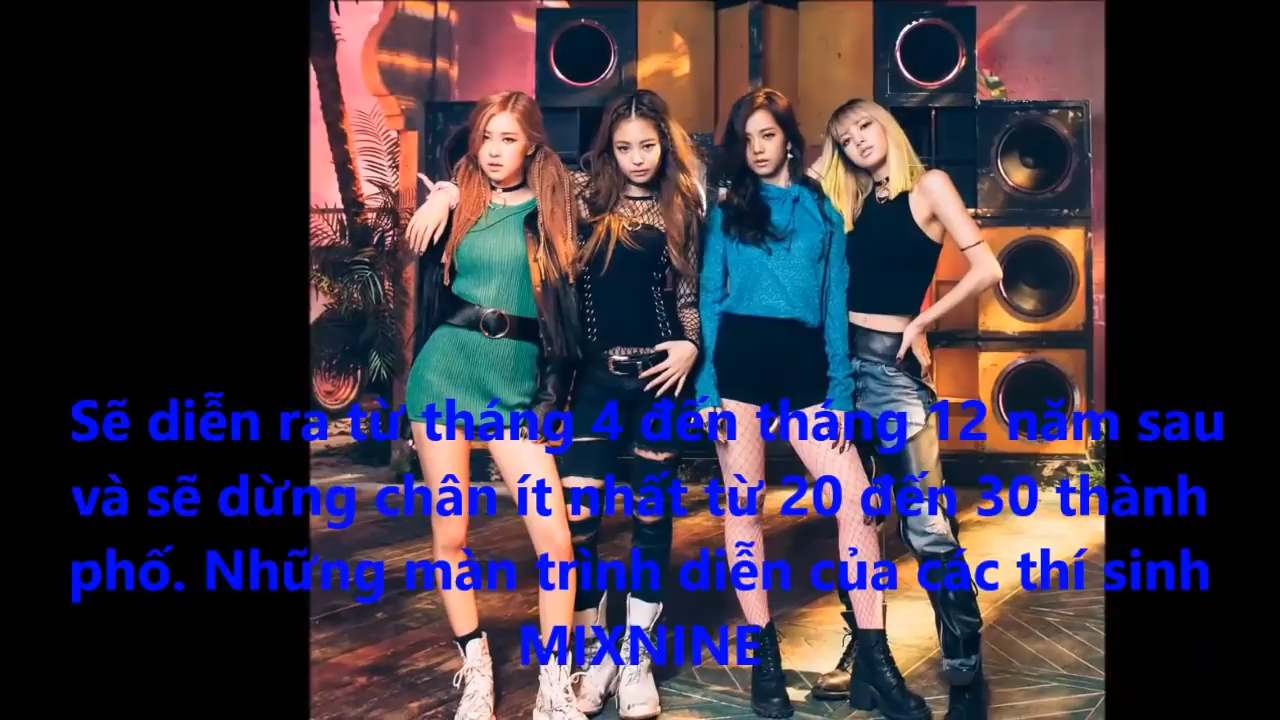 Sẽ diễn ra từ tháng 4 đến tháng 12 năm sau
và sẽ dừng chân ít nhất từ 20 đến 30 thành
phố. Những màn trình diễn của các thí sinh
MIXNINE